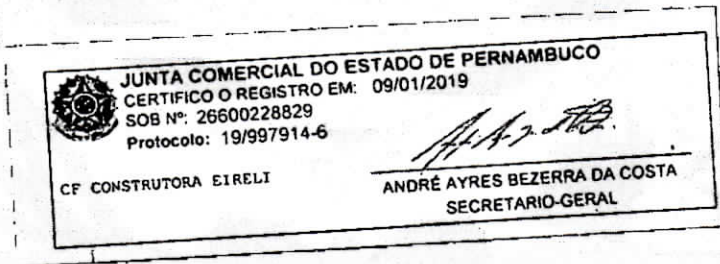 JUNTA COMERCIAL DO ESTADO DE PERNAMBUCO
CERTIFICO O REGISTRO EM: 09/01/2019
SOB Nº: 26600228829
Protocolo: 19/997914-6
CF CONSTRUTORA EIRELI
ANDRÉ AYRES BEZERRA DA COSTA
SECRETARIO-GERAL